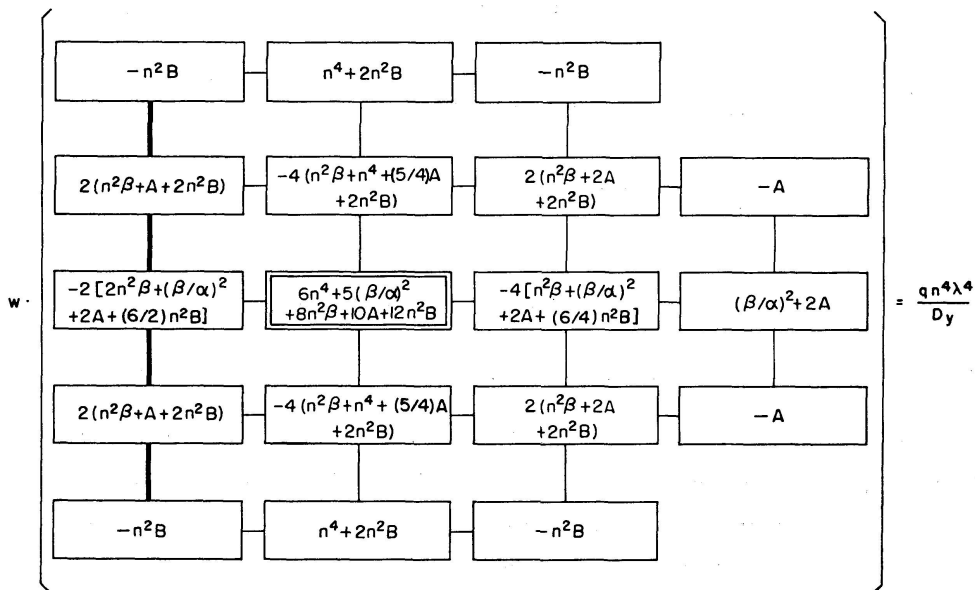 −n²B
n⁴+2n²B
−n²B
2(n²β+A+2n²B)
−4(n²β+n⁴+(5/4)A
+2n²B)
2(n²β+2A
+2n²B)
−A
w·
−2[2n²β+(β/α)²
+2A+(6/2)n²B]
6n⁴+5(β/α)²
+8n²β+10A+12n²B
−4[n²β+(β/α)²
+2A+(6/4)n²B]
(β/α)²+2A
= qn⁴λ⁴
Dy
2(n²β+A+2n²B)
−4(n²β+n⁴+(5/4)A
+2n²B)
2(n²β+2A
+2n²B)
−A
−n²B
n⁴+2n²B
−n²B